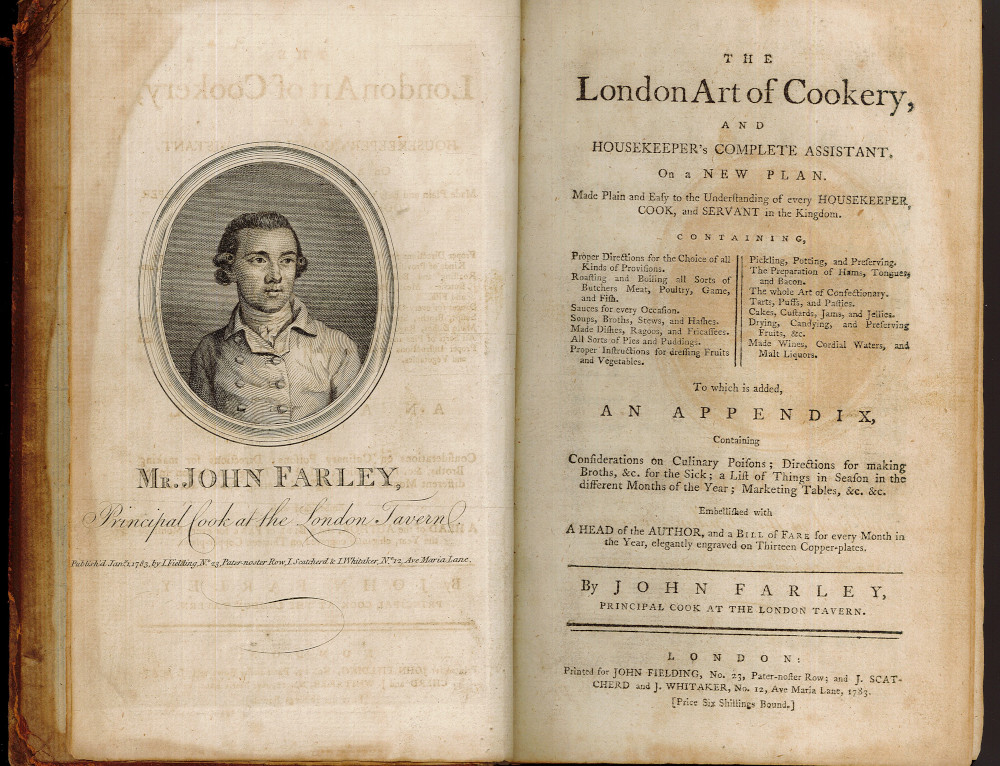 MR. JOHN FARLEY,
Principal Cook at the London Tavern
Publish'd Jany. 1, 1783, by I. Fielding, No. 23, Pater-noster Row, I. Scatcherd & I. Whitaker, No. 12, Ave Maria Lane.
THE
London Art of Cookery,
AND
HOUSEKEEPER's COMPLETE ASSISTANT,
On a NEW PLAN.
Made Plain and Eaſy to the Underſtanding of every HOUSEKEEPER,
COOK, and SERVANT in the Kingdom.
CONTAINING,
Proper Directions for the Choice of all
Kinds of Proviſions.
Roaſting and Boiling all Sorts of
Butchers Meat, Poultry, Game,
and Fiſh.
Sauces for every Occaſion.
Soups, Broths, Stews, and Haſhes.
Made Diſhes, Ragoos, and Fricaſſees.
All Sorts of Pies and Puddings.
Proper Inſtructions for dreſſing Fruits
and Vegetables.
Pickling, Potting, and Preſerving.
The Preparation of Hams, Tongues,
and Bacon.
The whole Art of Confectionary.
Tarts, Puffs, and Paſties.
Cakes, Cuſtards, Jams, and Jellies.
Drying, Candying, and Preſerving
Fruits, &c.
Made Wines, Cordial Waters, and
Malt Liquors.
To which is added,
AN APPENDIX,
Containing
Conſiderations on Culinary Poiſons; Directions for making
Broths, &c. for the Sick; a Liſt of Things in Seaſon in the
different Months of the Year; Marketing Tables, &c. &c.
Embelliſhed with
A HEAD of the AUTHOR, and a BILL of FARE for every Month in
the Year, elegantly engraved on Thirteen Copper-plates.
By JOHN FARLEY,
PRINCIPAL COOK AT THE LONDON TAVERN.
LONDON:
Printed for JOHN FIELDING, No. 23, Pater-noſter Row; and J. SCAT-
CHERD and J. WHITAKER, No. 12, Ave Maria Lane, 1783.
[Price Six Shillings Bound.]